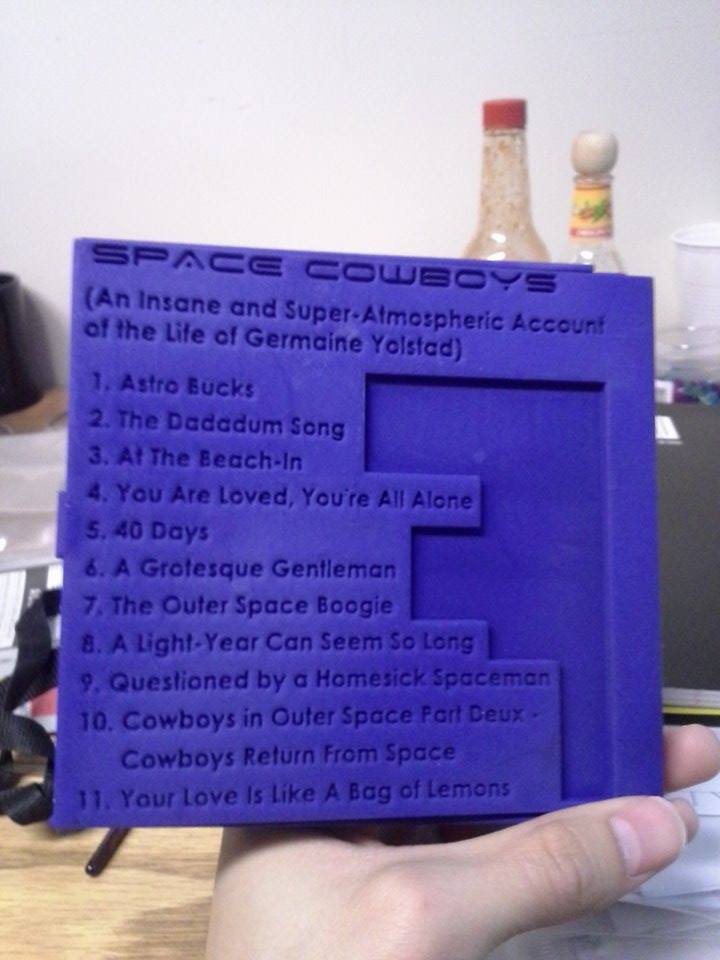 SPACE COWBOYS
(An Insane and Super-Atmospheric Account
of the Life of Germaine Yolstad)
1. Astro Bucks
2. The Dadadum Song
3. At The Beach-In
4. You Are Loved, You're All Alone
5. 40 Days
6. A Grotesque Gentleman
7. The Outer Space Boogie
8. A Light-Year Can Seem So Long
9. Questioned by a Homesick Spaceman
10. Cowboys in Outer Space Part Deux -
Cowboys Return From Space
11. Your Love Is Like A Bag of Lemons